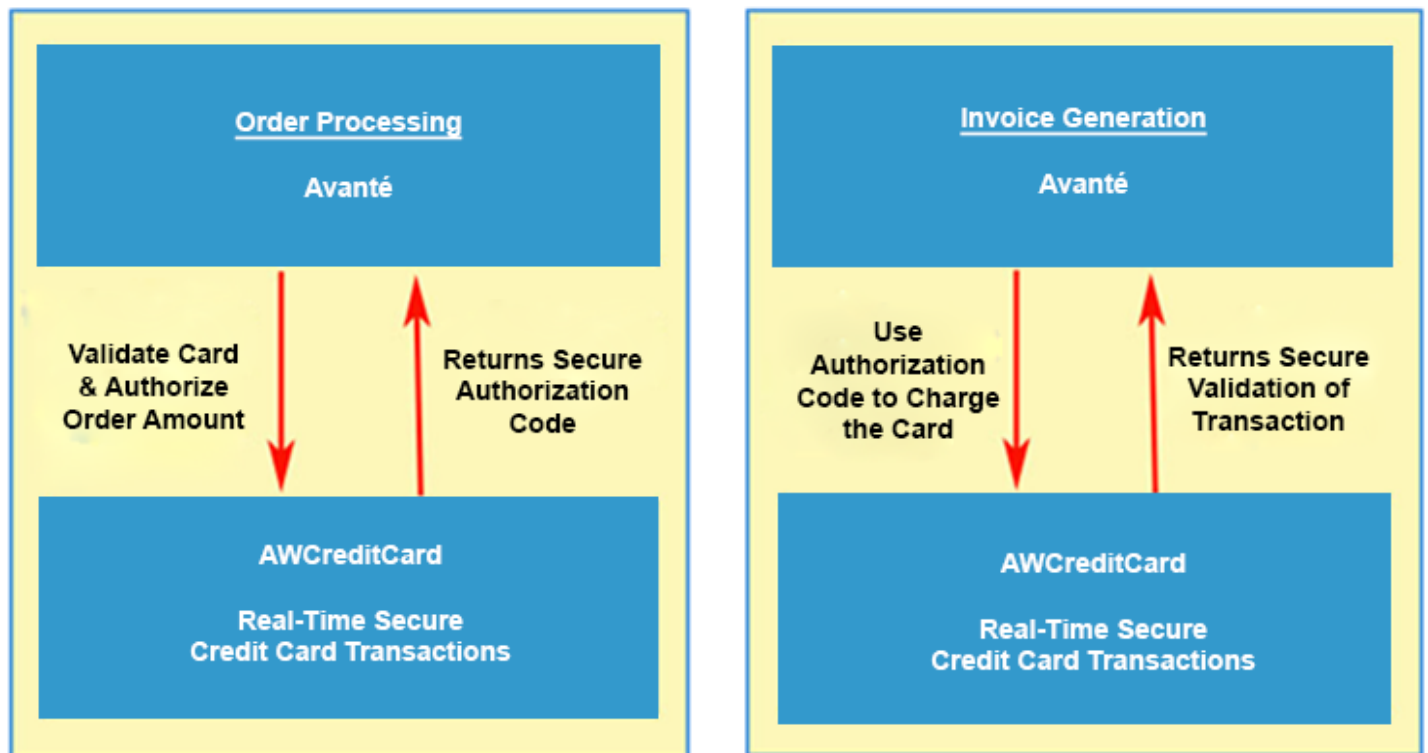 Order Processing
Avanté
Validate Card
& Authorize
Order Amount
Returns Secure
Authorization
Code
AWCreditCard
Real-Time Secure
Credit Card Transactions
Invoice Generation
Avanté
Use
Authorization
Code to Charge
the Card
Returns Secure
Validation of
Transaction
AWCreditCard
Real-Time Secure
Credit Card Transactions